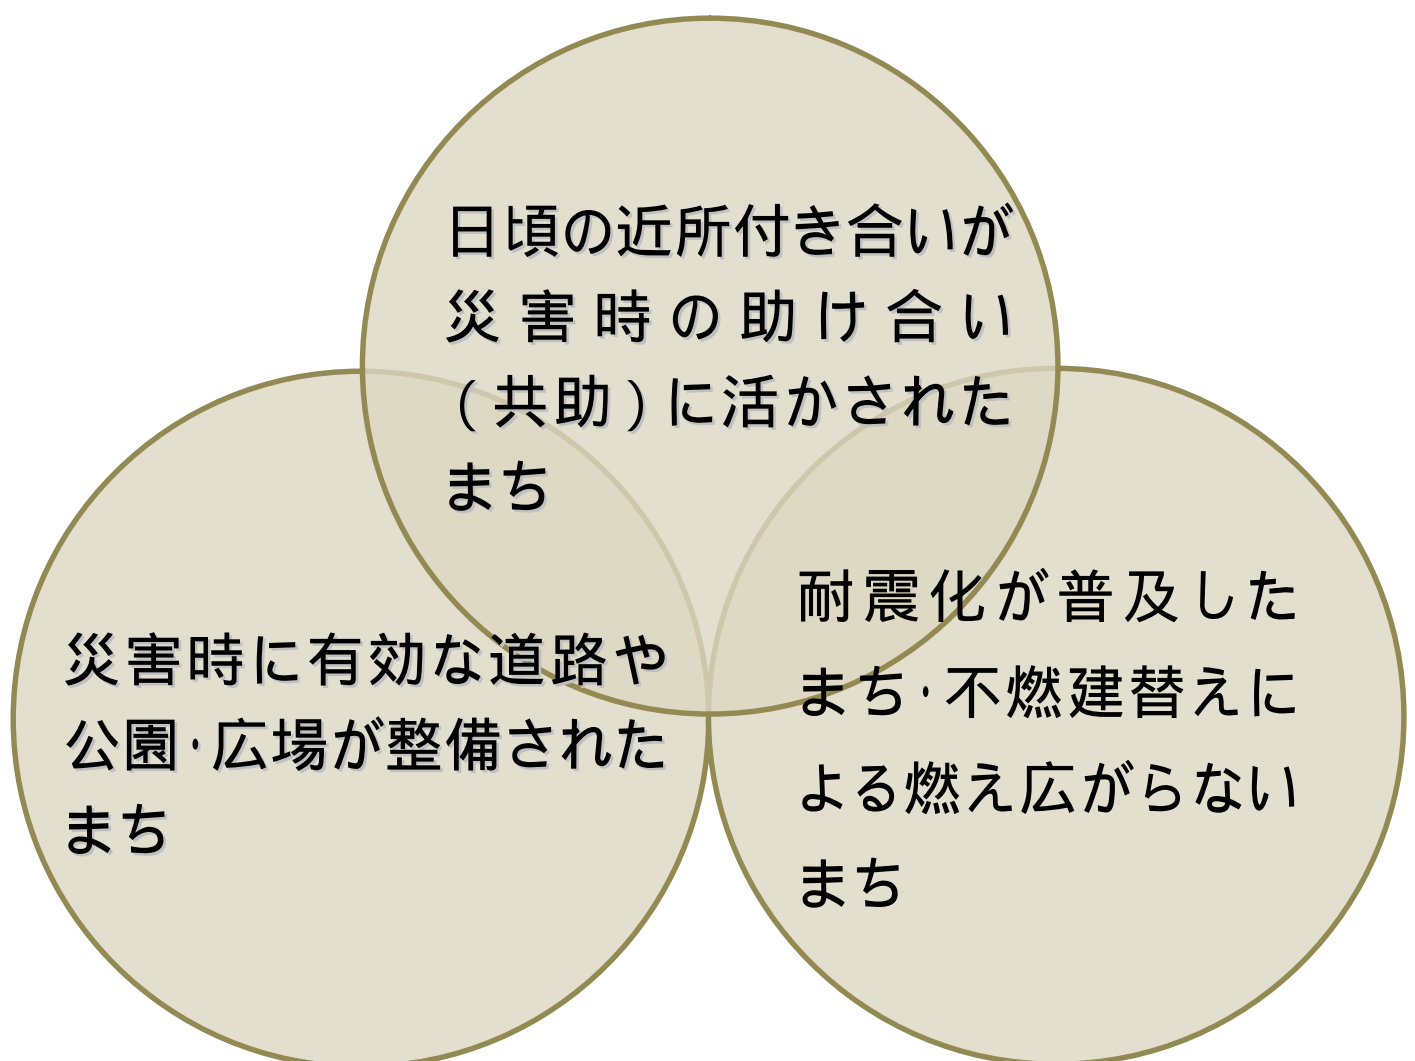 日頃の近所付き合いが
災害時の助け合い
(共助)に活かされた
まち
災害時に有効な道路や
公園・広場が整備された
まち
耐震化が普及した
まち・不燃建替えに
よる燃え広がらない
まち